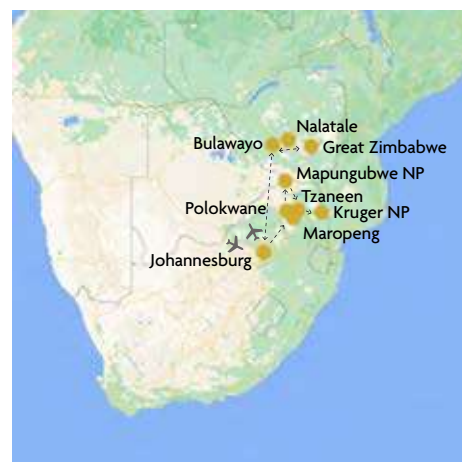 Nalatale
Bulawayo
Great Zimbabwe
Mapungubwe NP
Tzaneen
Polokwane
Kruger NP
Maropeng
Johannesburg